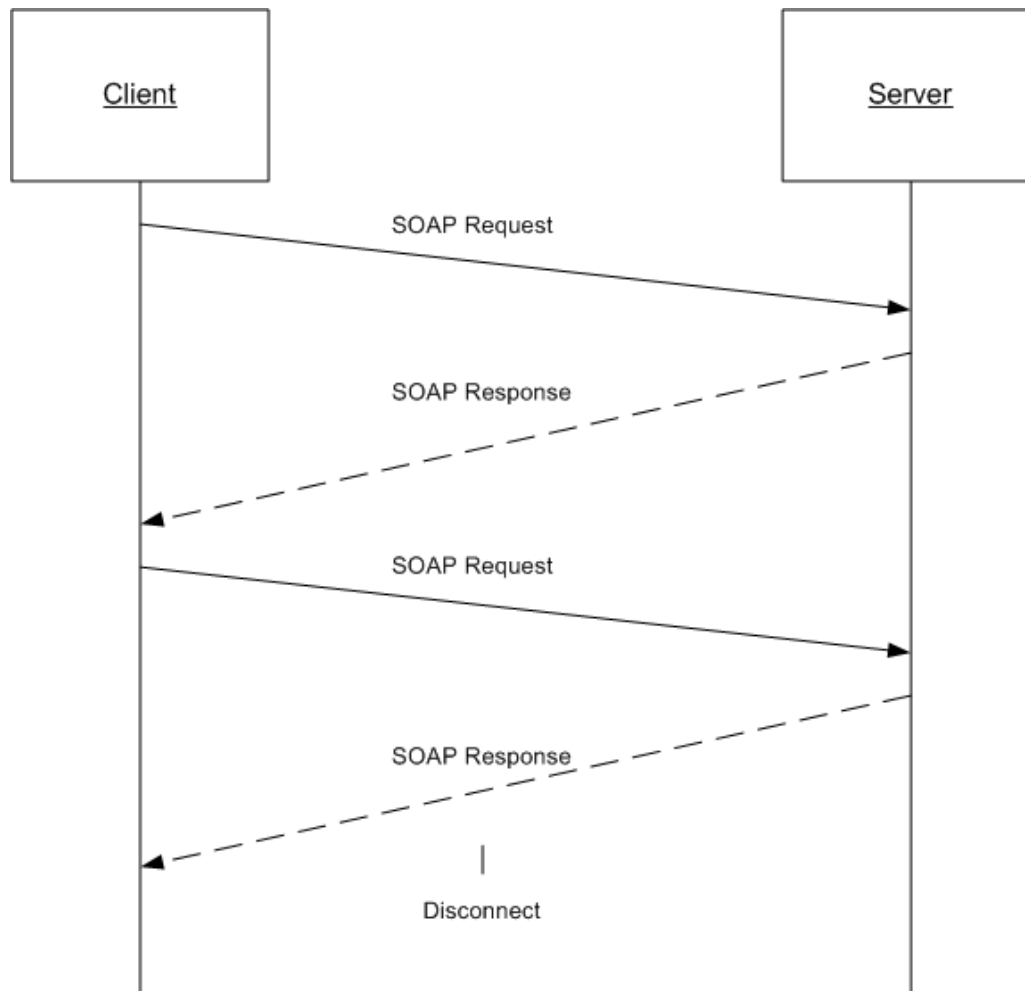 Client
Server
SOAP Request
SOAP Response
SOAP Request
SOAP Response
Disconnect